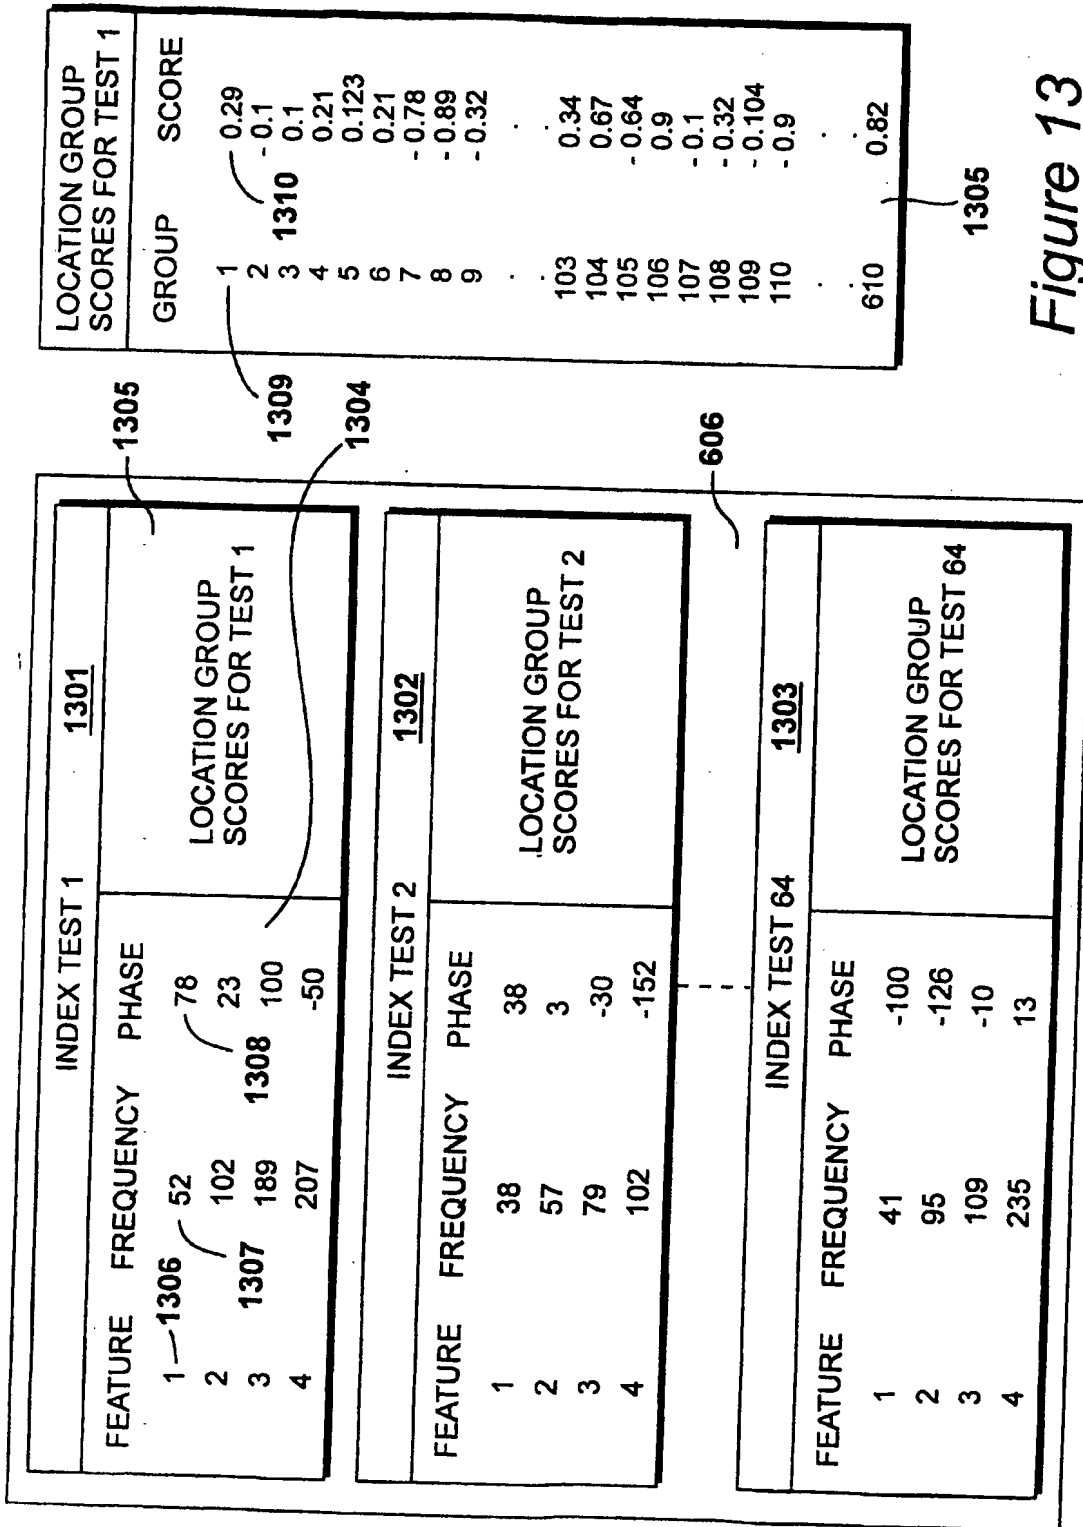 INDEX TEST 1 1301
FEATURE FREQUENCY PHASE
1 1306 52 78
2 102 23
3 189 100
4 207 -50
1307
1308
LOCATION GROUP
SCORES FOR TEST 1
1305
1304
INDEX TEST 2 1302
FEATURE FREQUENCY PHASE
1 38 38
2 57 3
3 79 -30
4 102 -152
LOCATION GROUP
SCORES FOR TEST 2
606
INDEX TEST 64 1303
FEATURE FREQUENCY PHASE
1 41 -100
2 95 -126
3 109 -10
4 235 13
LOCATION GROUP
SCORES FOR TEST 64
LOCATION GROUP
SCORES FOR TEST 1
GROUP SCORE
1 0.29
2 - 0.1
3 0.1
4 0.21
5 0.123
6 0.21
7 - 0.78
8 - 0.89
9 - 0.32
. .
103 0.34
104 0.67
105 - 0.64
106 0.9
107 - 0.1
108 - 0.32
109 - 0.104
110 - 0.9
. .
610 0.82
1309
1310
1305
Figure 13